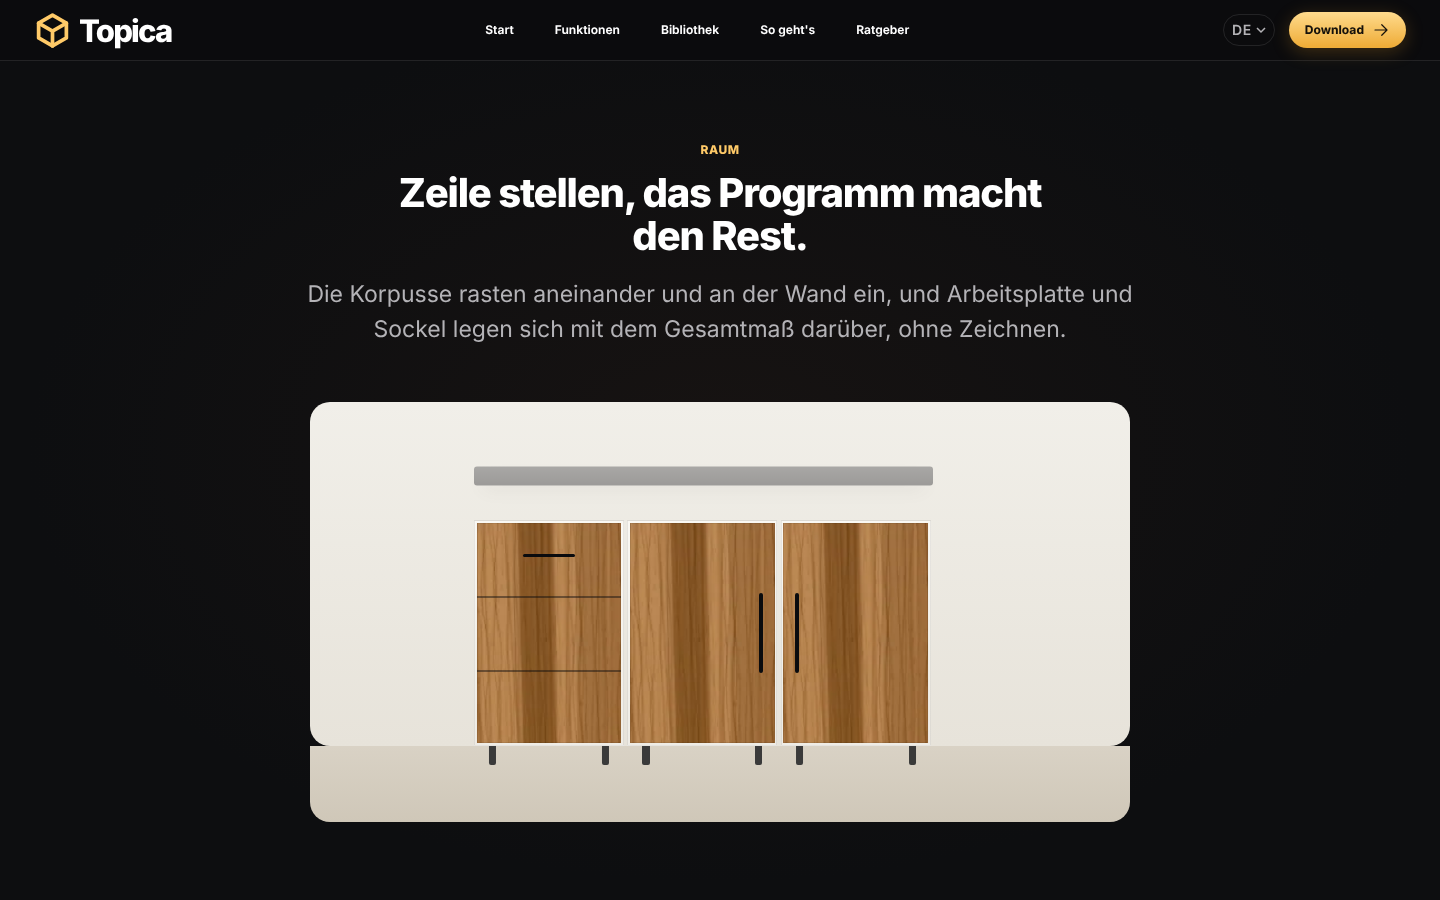 Topica
Start
Funktionen
Bibliothek
So geht's
Ratgeber
DE
Download
RAUM
Zeile stellen, das Programm macht
den Rest.
Die Korpusse rasten aneinander und an der Wand ein, und Arbeitsplatte und
Sockel legen sich mit dem Gesamtmaß darüber, ohne Zeichnen.